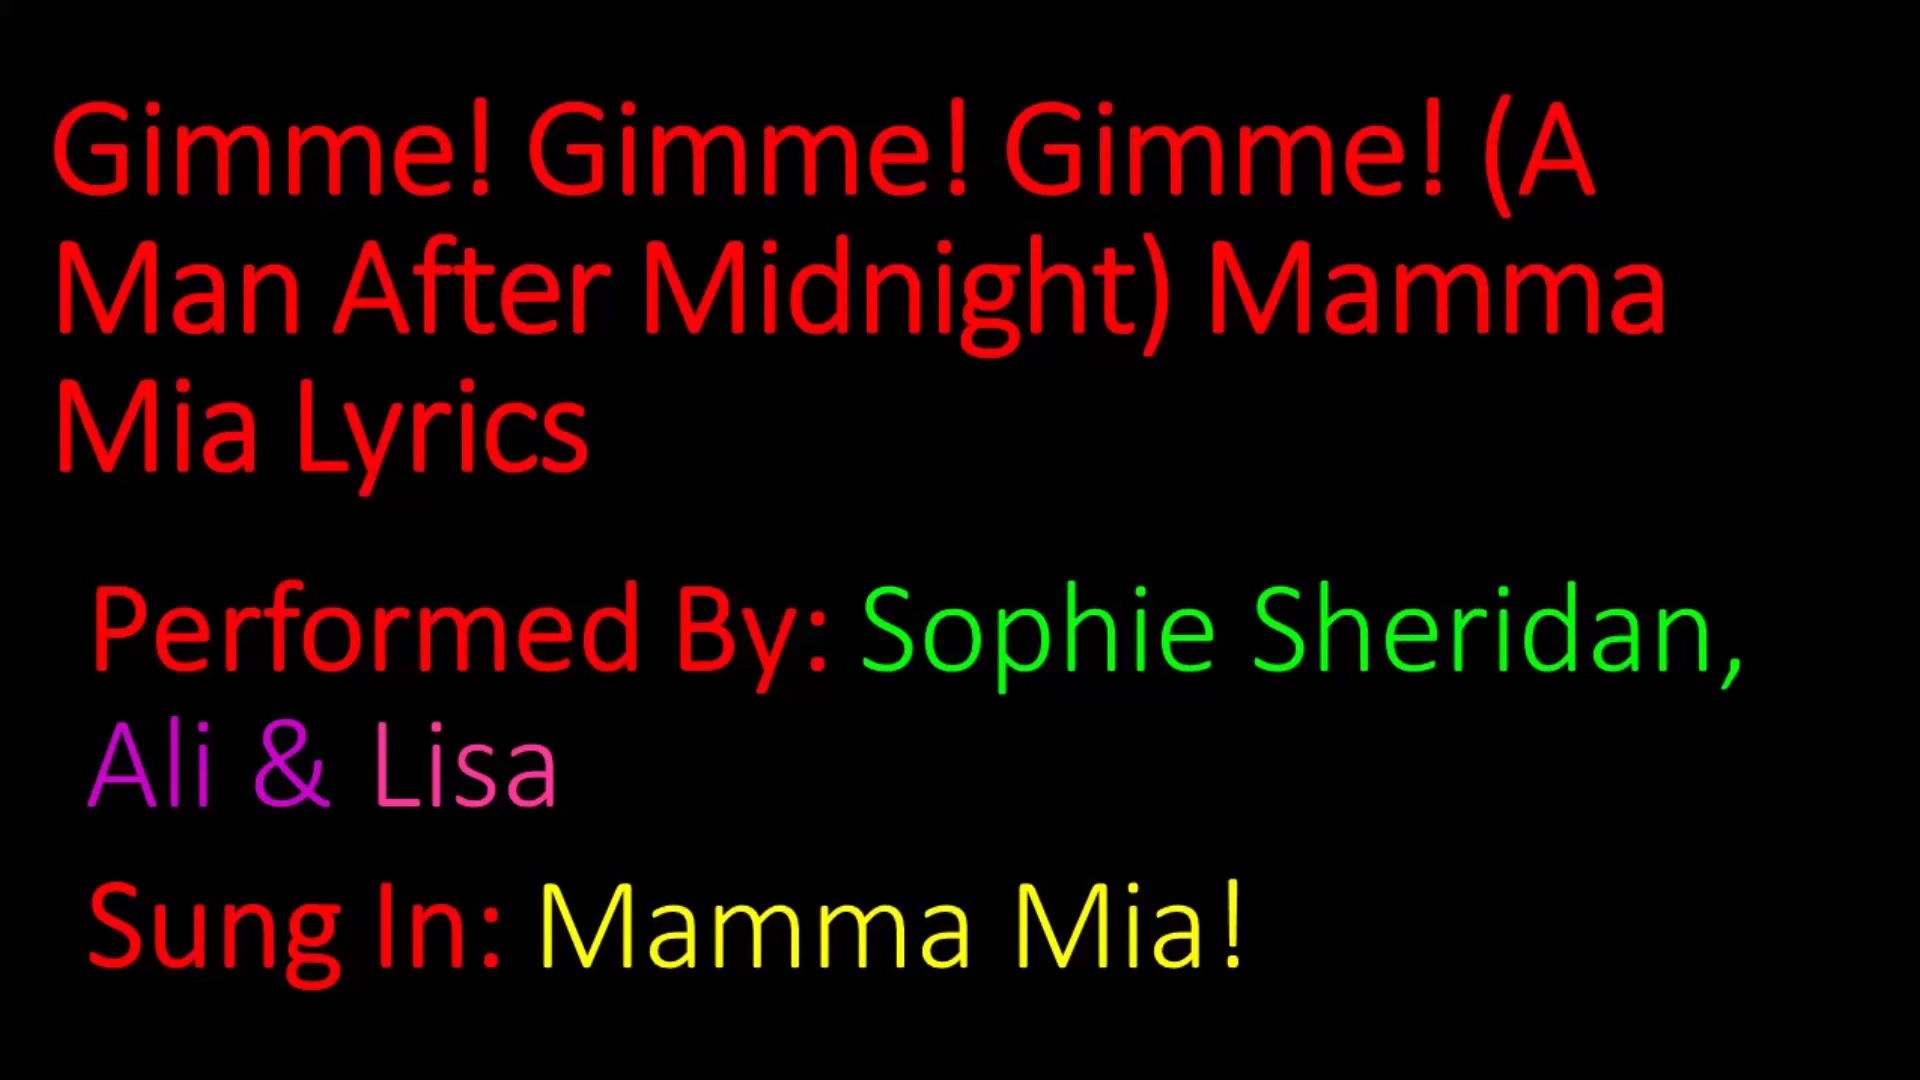 Gimme! Gimme! Gimme! (A
Man After Midnight) Mamma
Mia Lyrics
Performed By: Sophie Sheridan,
Ali & Lisa
Sung In: Mamma Mia!